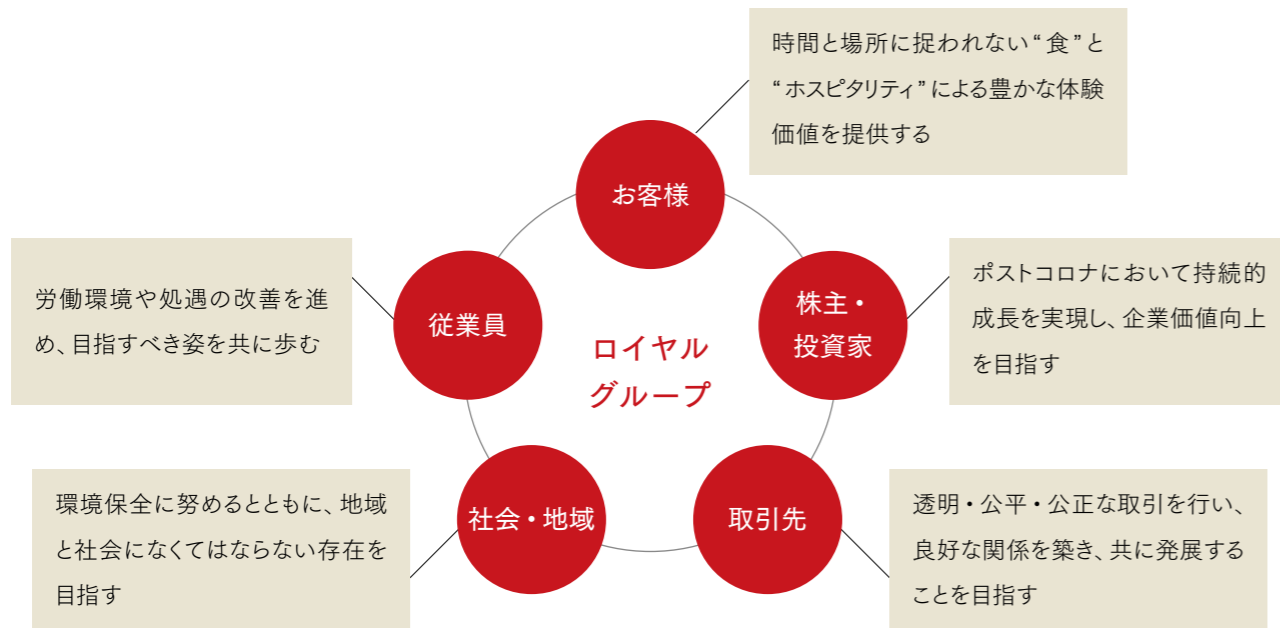 時間と場所に捉われない“食”と
“ホスピタリティ”による豊かな体験
価値を提供する
お客様
労働環境や処遇の改善を進
め、目指すべき姿を共に歩む
従業員
株主・
投資家
ポストコロナにおいて持続的
成長を実現し、企業価値向上
を目指す
ロイヤル
グループ
環境保全に努めるとともに、地域
と社会になくてはならない存在を
目指す
社会・地域
取引先
透明・公平・公正な取引を行い、
良好な関係を築き、共に発展する
ことを目指す